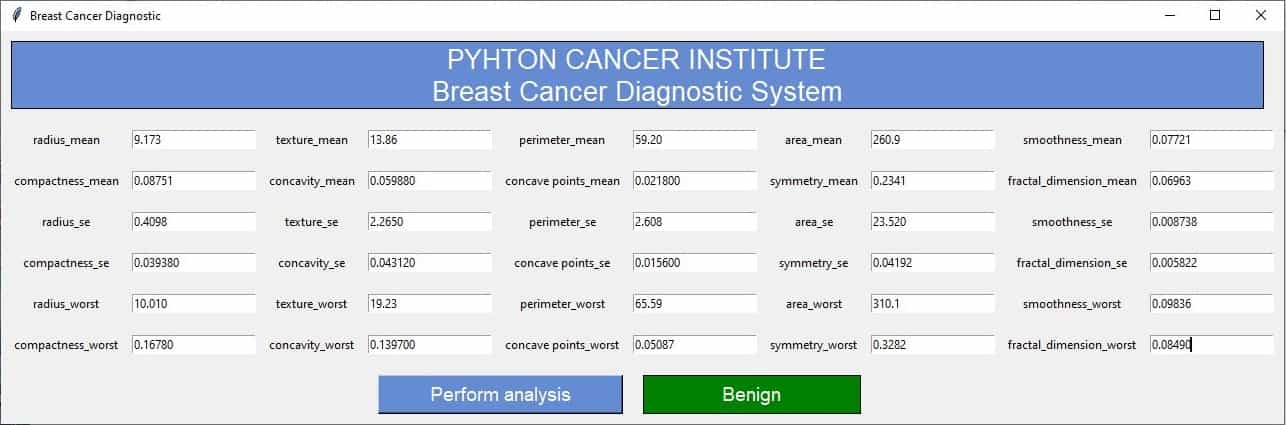 Breast Cancer Diagnostic
PYHTON CANCER INSTITUTE
Breast Cancer Diagnostic System
radius_mean 9.173 texture_mean 13.86 perimeter_mean 59.20 area_mean 260.9 smoothness_mean 0.07721
compactness_mean 0.08751 concavity_mean 0.059880 concave points_mean 0.021800 symmetry_mean 0.2341 fractal_dimension_mean 0.06963
radius_se 0.4098 texture_se 2.2650 perimeter_se 2.608 area_se 23.520 smoothness_se 0.008738
compactness_se 0.039380 concavity_se 0.043120 concave points_se 0.015600 symmetry_se 0.04192 fractal_dimension_se 0.005822
radius_worst 10.010 texture_worst 19.23 perimeter_worst 65.59 area_worst 310.1 smoothness_worst 0.09836
compactness_worst 0.16780 concavity_worst 0.139700 concave points_worst 0.05087 symmetry_worst 0.3282 fractal_dimension_worst 0.08490
Perform analysis Benign